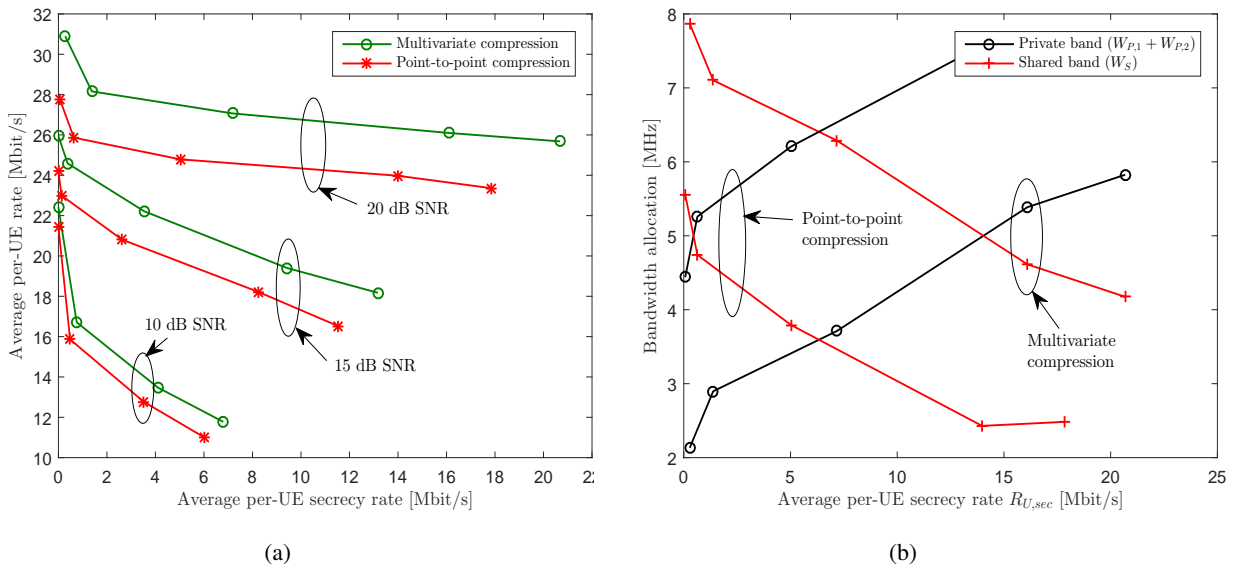 32
30
28
26
24
22
20
18
16
14
12
10
Average per-UE rate [Mbit/s]
Multivariate compression
Point-to-point compression
20 dB SNR
15 dB SNR
10 dB SNR
0 2 4 6 8 10 12 14 16 18 20 22
Average per-UE secrecy rate [Mbit/s]
(a)
8
7
6
5
4
3
2
Bandwidth allocation [MHz]
Private band (W_{P,1} + W_{P,2})
Shared band (W_S)
Point-to-point
compression
Multivariate
compression
0 5 10 15 20 25
Average per-UE secrecy rate R_{U,sec} [Mbit/s]
(b)